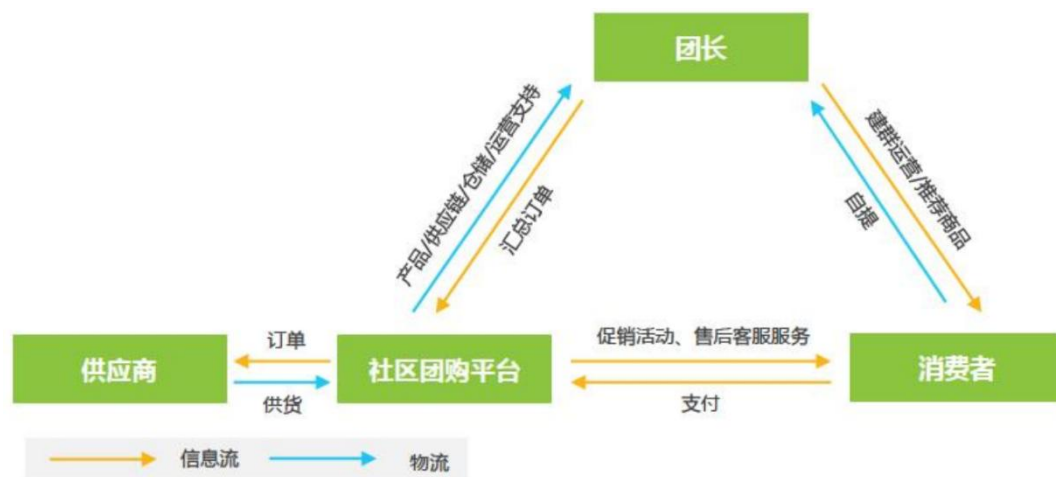 团长
产品/供应链/仓储/运营支持
汇总订单
建群运营/推荐商品
自提
供应商
订单
供货
社区团购平台
促销活动、售后客服服务
支付
消费者
信息流
物流